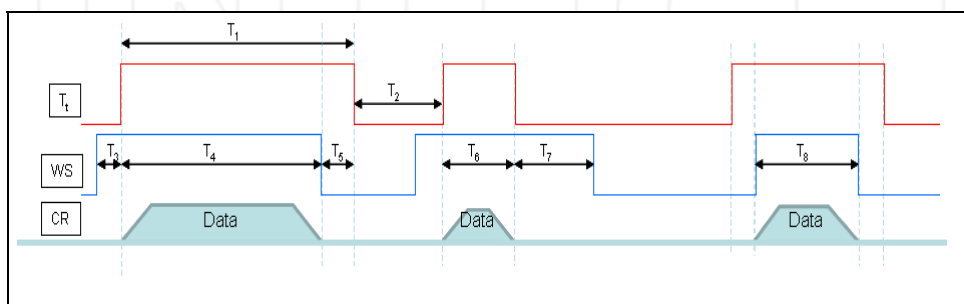 T₁
Tₜ
T₂
WS
T₃
T₄
T₅
T₆
T₇
T₈
CR
Data
Data
Data